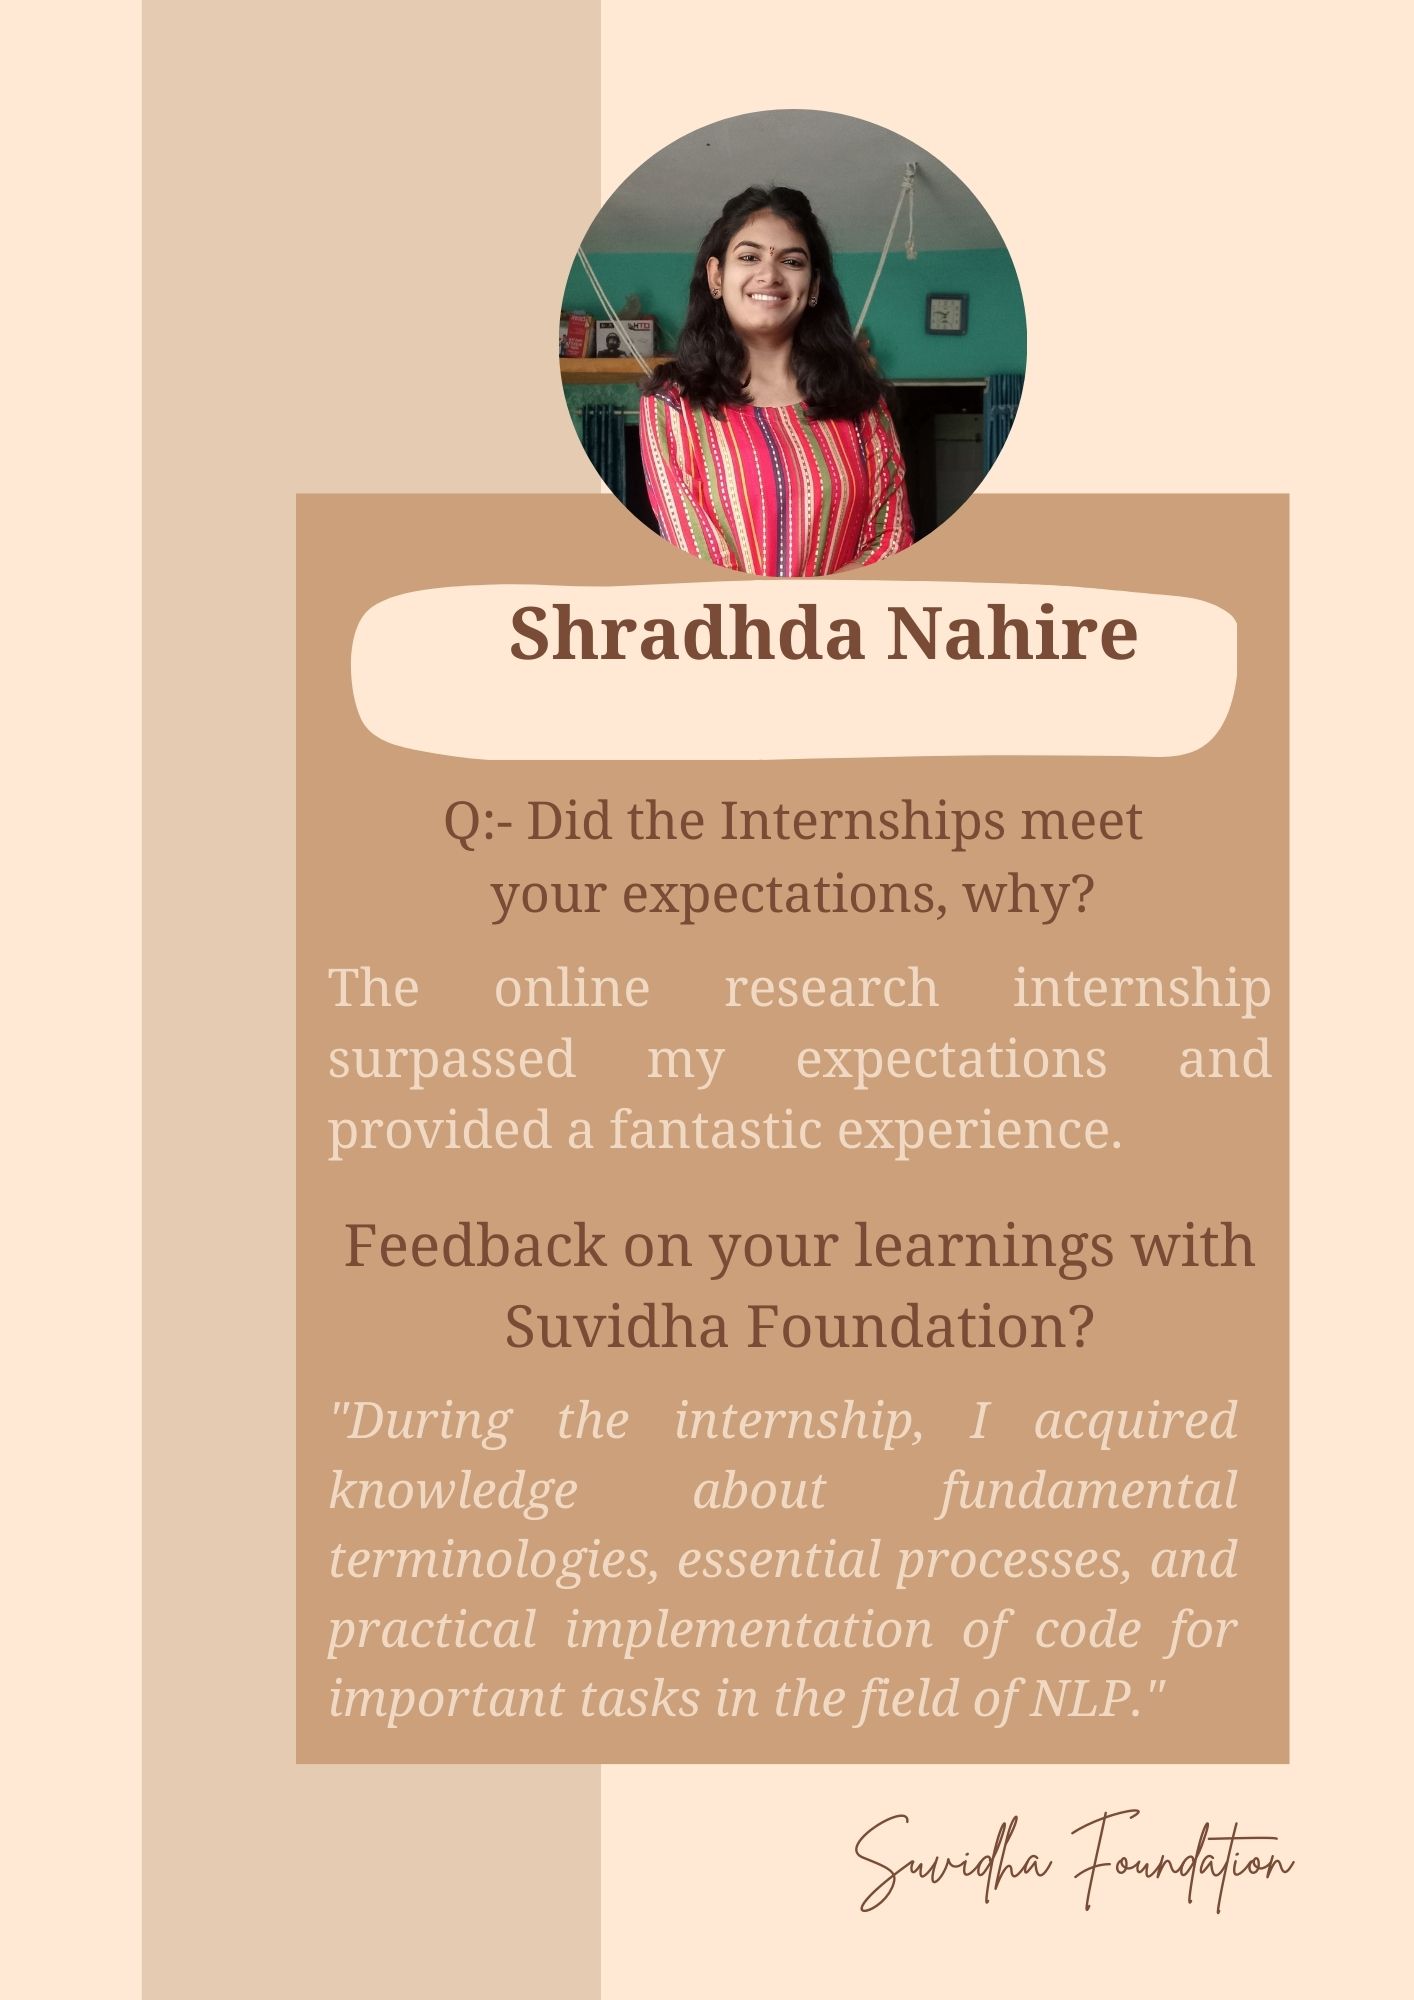 Shradhda Nahire
Q:- Did the Internships meet
your expectations, why?
The online research internship
surpassed my expectations and
provided a fantastic experience.
Feedback on your learnings with
Suvidha Foundation?
"During the internship, I acquired
knowledge about fundamental
terminologies, essential processes, and
practical implementation of code for
important tasks in the field of NLP."
Suvidha Foundation